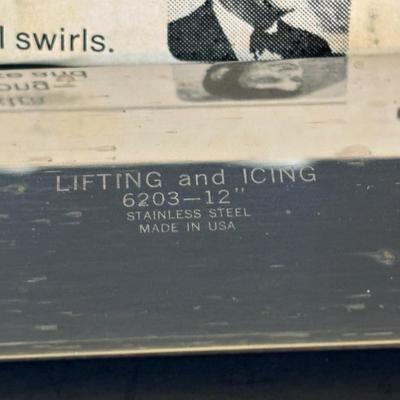 l swirls.
LIFTING and ICING
6203—12"
STAINLESS STEEL
MADE IN USA